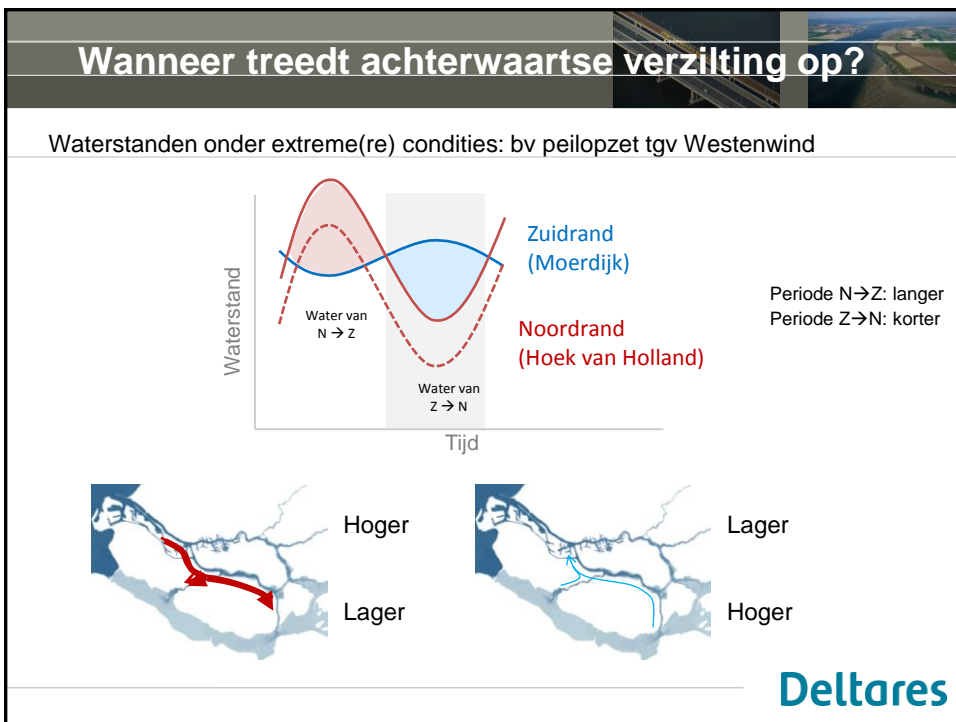 Wanneer treedt achterwaartse verzilting op?
Waterstanden onder extreme(re) condities: bv peilopzet tgv Westenwind
Waterstand
Water van
N → Z
Water van
Z → N
Tijd
Zuidrand
(Moerdijk)
Noordrand
(Hoek van Holland)
Periode N→Z: langer
Periode Z→N: korter
Hoger
Lager
Lager
Hoger
Deltares